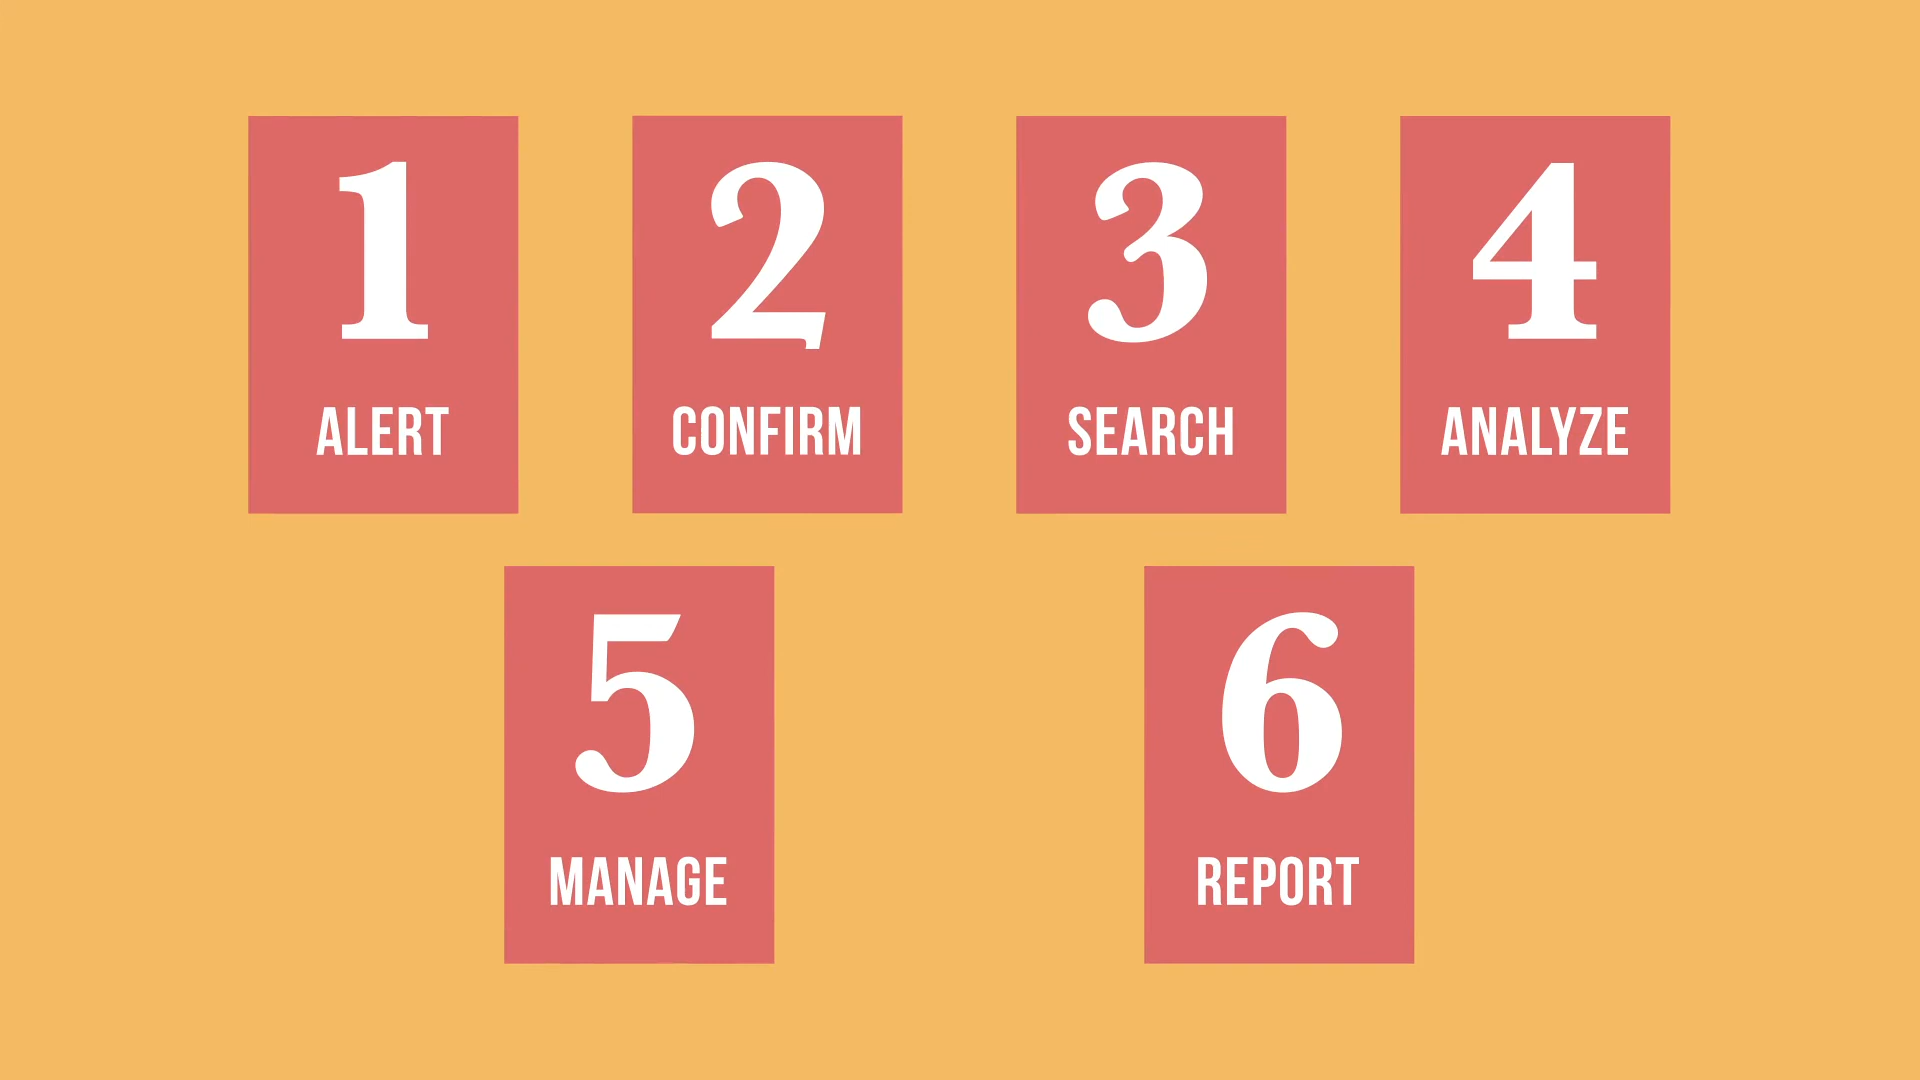 1
ALERT
2
CONFIRM
3
SEARCH
4
ANALYZE
5
MANAGE
6
REPORT